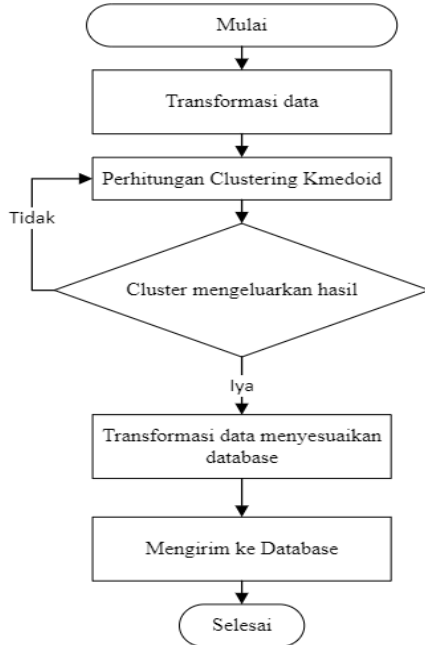 Mulai
Transformasi data
Perhitungan Clustering Kmedoid
Tidak
Cluster mengeluarkan hasil
Iya
Transformasi data menyesuaikan
database
Mengirim ke Database
Selesai